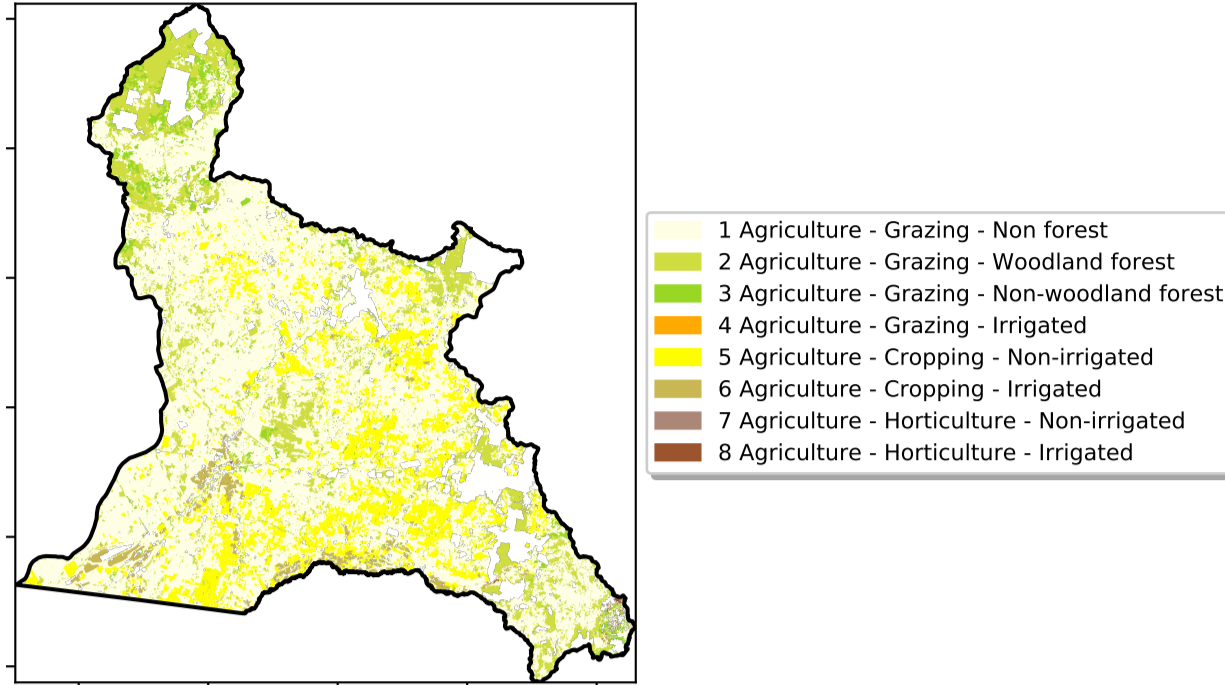 1 Agriculture - Grazing - Non forest
2 Agriculture - Grazing - Woodland forest
3 Agriculture - Grazing - Non-woodland forest
4 Agriculture - Grazing - Irrigated
5 Agriculture - Cropping - Non-irrigated
6 Agriculture - Cropping - Irrigated
7 Agriculture - Horticulture - Non-irrigated
8 Agriculture - Horticulture - Irrigated